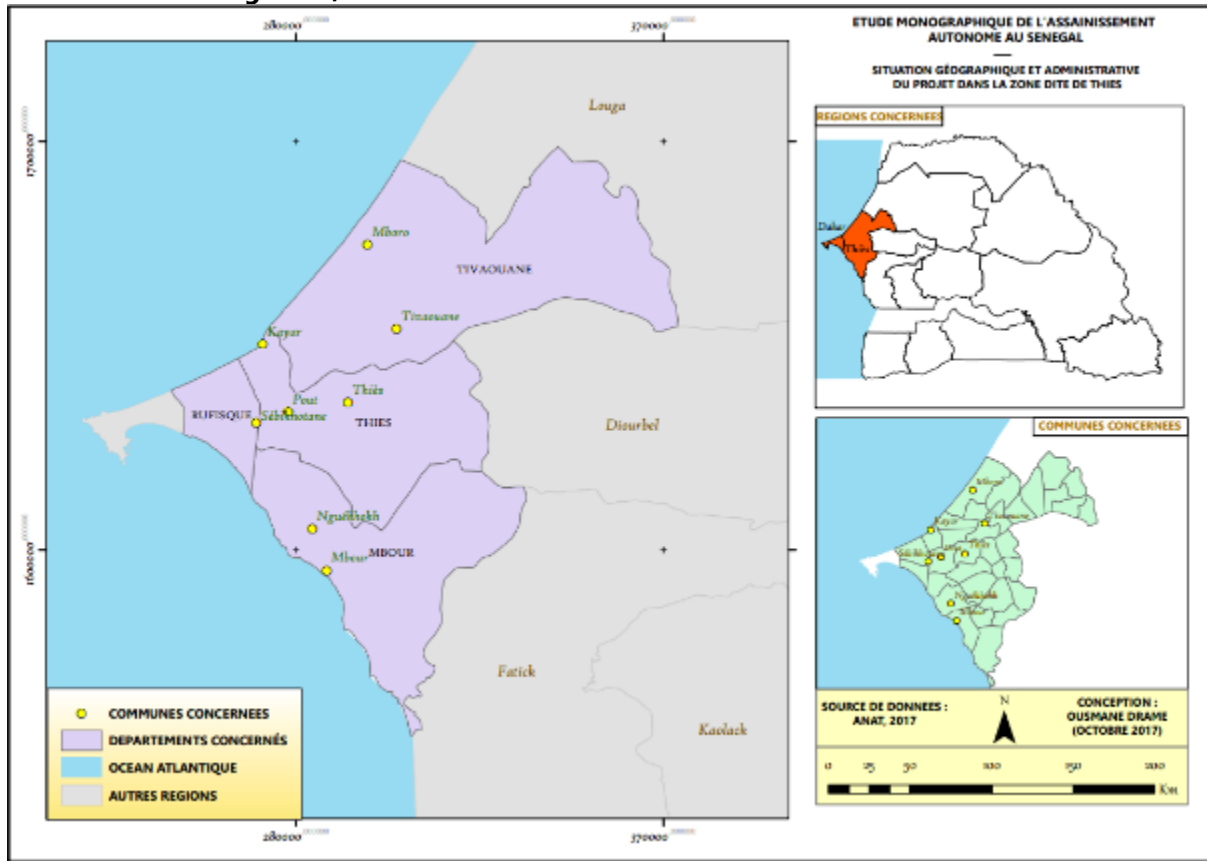 280000
370000
1700000
1600000
Louga
Mboro
TIVAOUANE
Tivaouane
Kayar
Thiès
Pout
RUFISQUE
Sébikhotane
THIES
Diourbel
Nguékhokh
Mbour
MBOUR
Fatick
Kaolack
COMMUNES CONCERNEES
DEPARTEMENTS CONCERNÉS
OCEAN ATLANTIQUE
AUTRES REGIONS
280000
370000
ETUDE MONOGRAPHIQUE DE L'ASSAINISSEMENT
AUTONOME AU SENEGAL
SITUATION GÉOGRAPHIQUE ET ADMINISTRATIVE
DU PROJET DANS LA ZONE DITE DE THIES
REGIONS CONCERNEES
Dakar
Thiès
COMMUNES CONCERNEES
Mboro
Tivaouane
Kayar
Thiès
Nguékhokh
SOURCE DE DONNEES :
ANAT, 2017
N
CONCEPTION :
OUSMANE DRAME
(OCTOBRE 2017)
0 25 50 100 150 200
Km